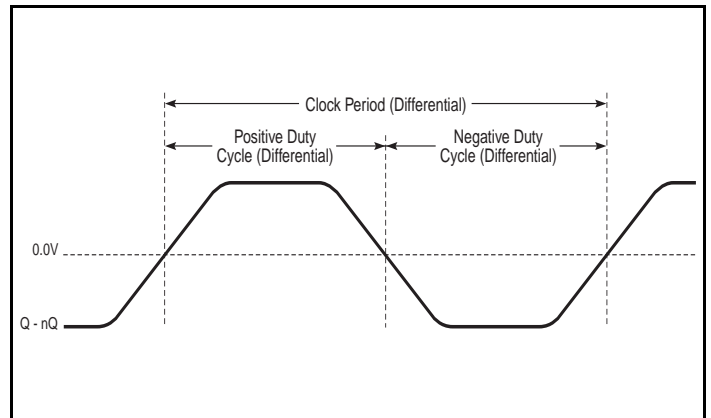 Clock Period (Differential)
Positive Duty
Cycle (Differential)
Negative Duty
Cycle (Differential)
0.0V
Q - nQ